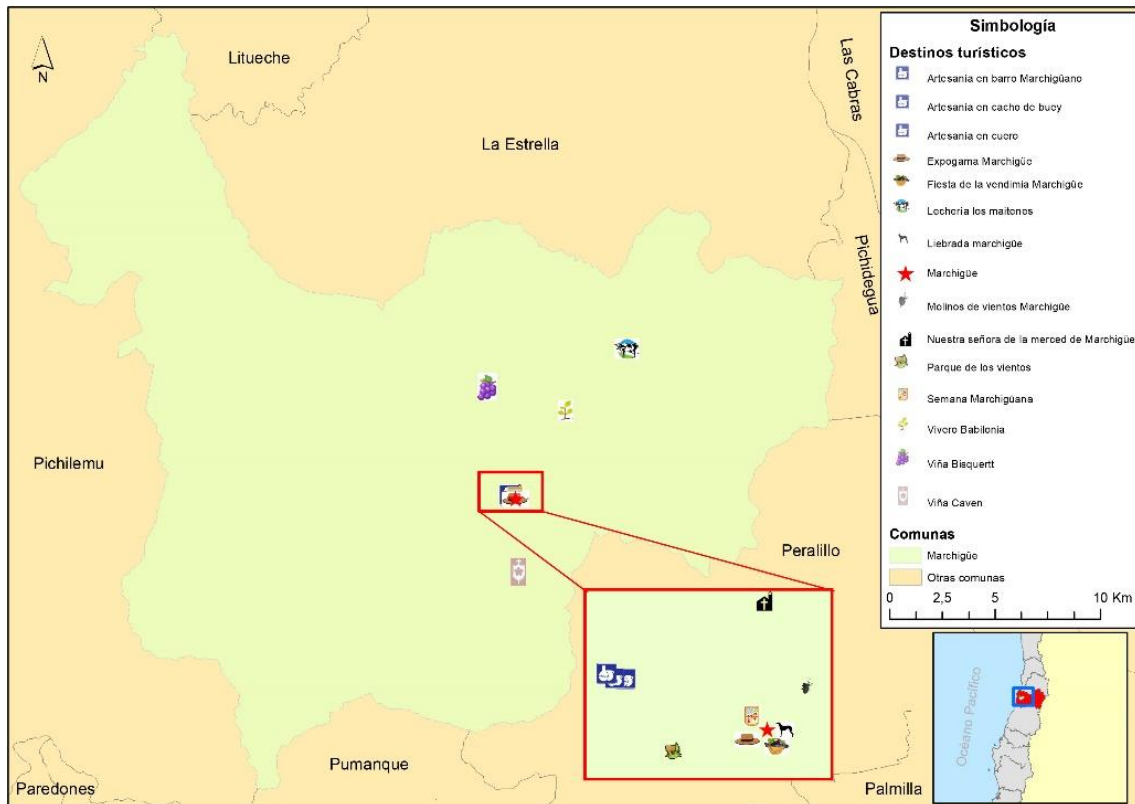 N
Litueche
La Estrella
Las Cabras
Pichidegua
Pichilemu
Peralillo
Pumanque
Paredones
Palmilla
Simbología
Destinos turísticos
Artesanía en barro Marchigüano
Artesanía en cacho de buey
Artesanía en cuero
Expogama Marchigüe
Fiesta de la vendimia Marchigüe
Lechería los maitenes
Liebrada marchigüe
Marchigüe
Molinos de vientos Marchigüe
Nuestra señora de la merced de Marchigüe
Parque de los vientos
Semana Marchigüana
Vivero Babilonia
Viña Bisquertt
Viña Caven
Comunas
Marchigüe
Otras comunas
0 2,5 5 10 Km
Océano Pacífico